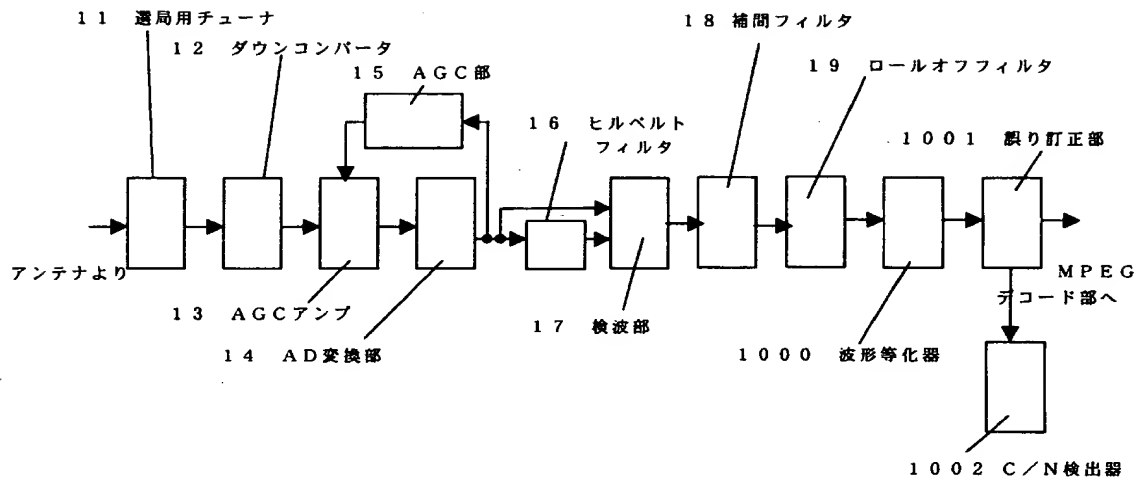 11 選局用チューナ
12 ダウンコンバータ
15 AGC部
16 ヒルベルト
フィルタ
18 補間フィルタ
19 ロールオフフィルタ
1001 誤り訂正部
アンテナより
13 AGCアンプ
14 AD変換部
17 検波部
1000 波形等化器
MPEG
デコード部へ
1002 C/N検出器